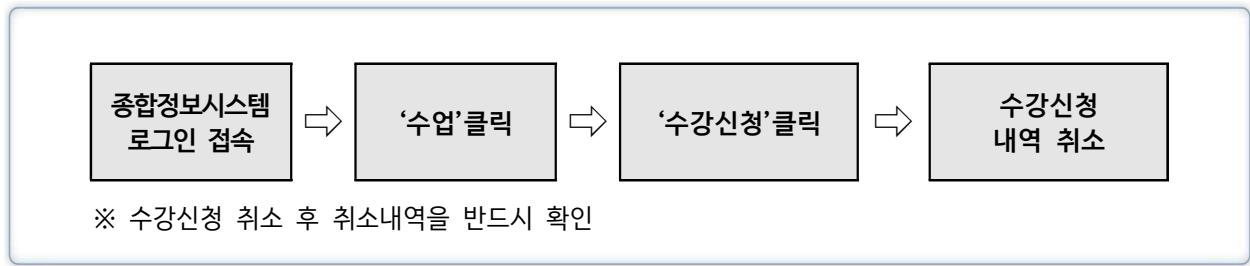 종합정보시스템
로그인 접속
⇨
‘수업’클릭
⇨
‘수강신청’클릭
⇨
수강신청
내역 취소
※ 수강신청 취소 후 취소내역을 반드시 확인